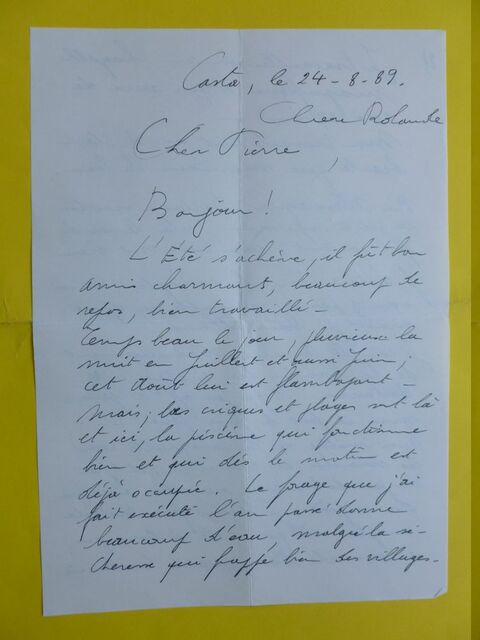 Casta, le 24-8-89.
Chère Rolande
Cher Pierre,
Bonjour !
L'Eté s'achève, il fût bon
amis charmants, beaucoup de
repos, bien travaillé -
Temps beau le jour, pluvieux la
nuit en Juillet et aussi Juin ;
cet Août lui est flamboyant -
Mais ; les criques et plages sont là
et ici, la piscine qui fonctionne
bien et qui dès le matin est
déjà occupée. Le forage que j'ai
fait exécuté l'an passé donne
beaucoup d'eau, malgré la sé-
cheresse qui frappe bien des villages.